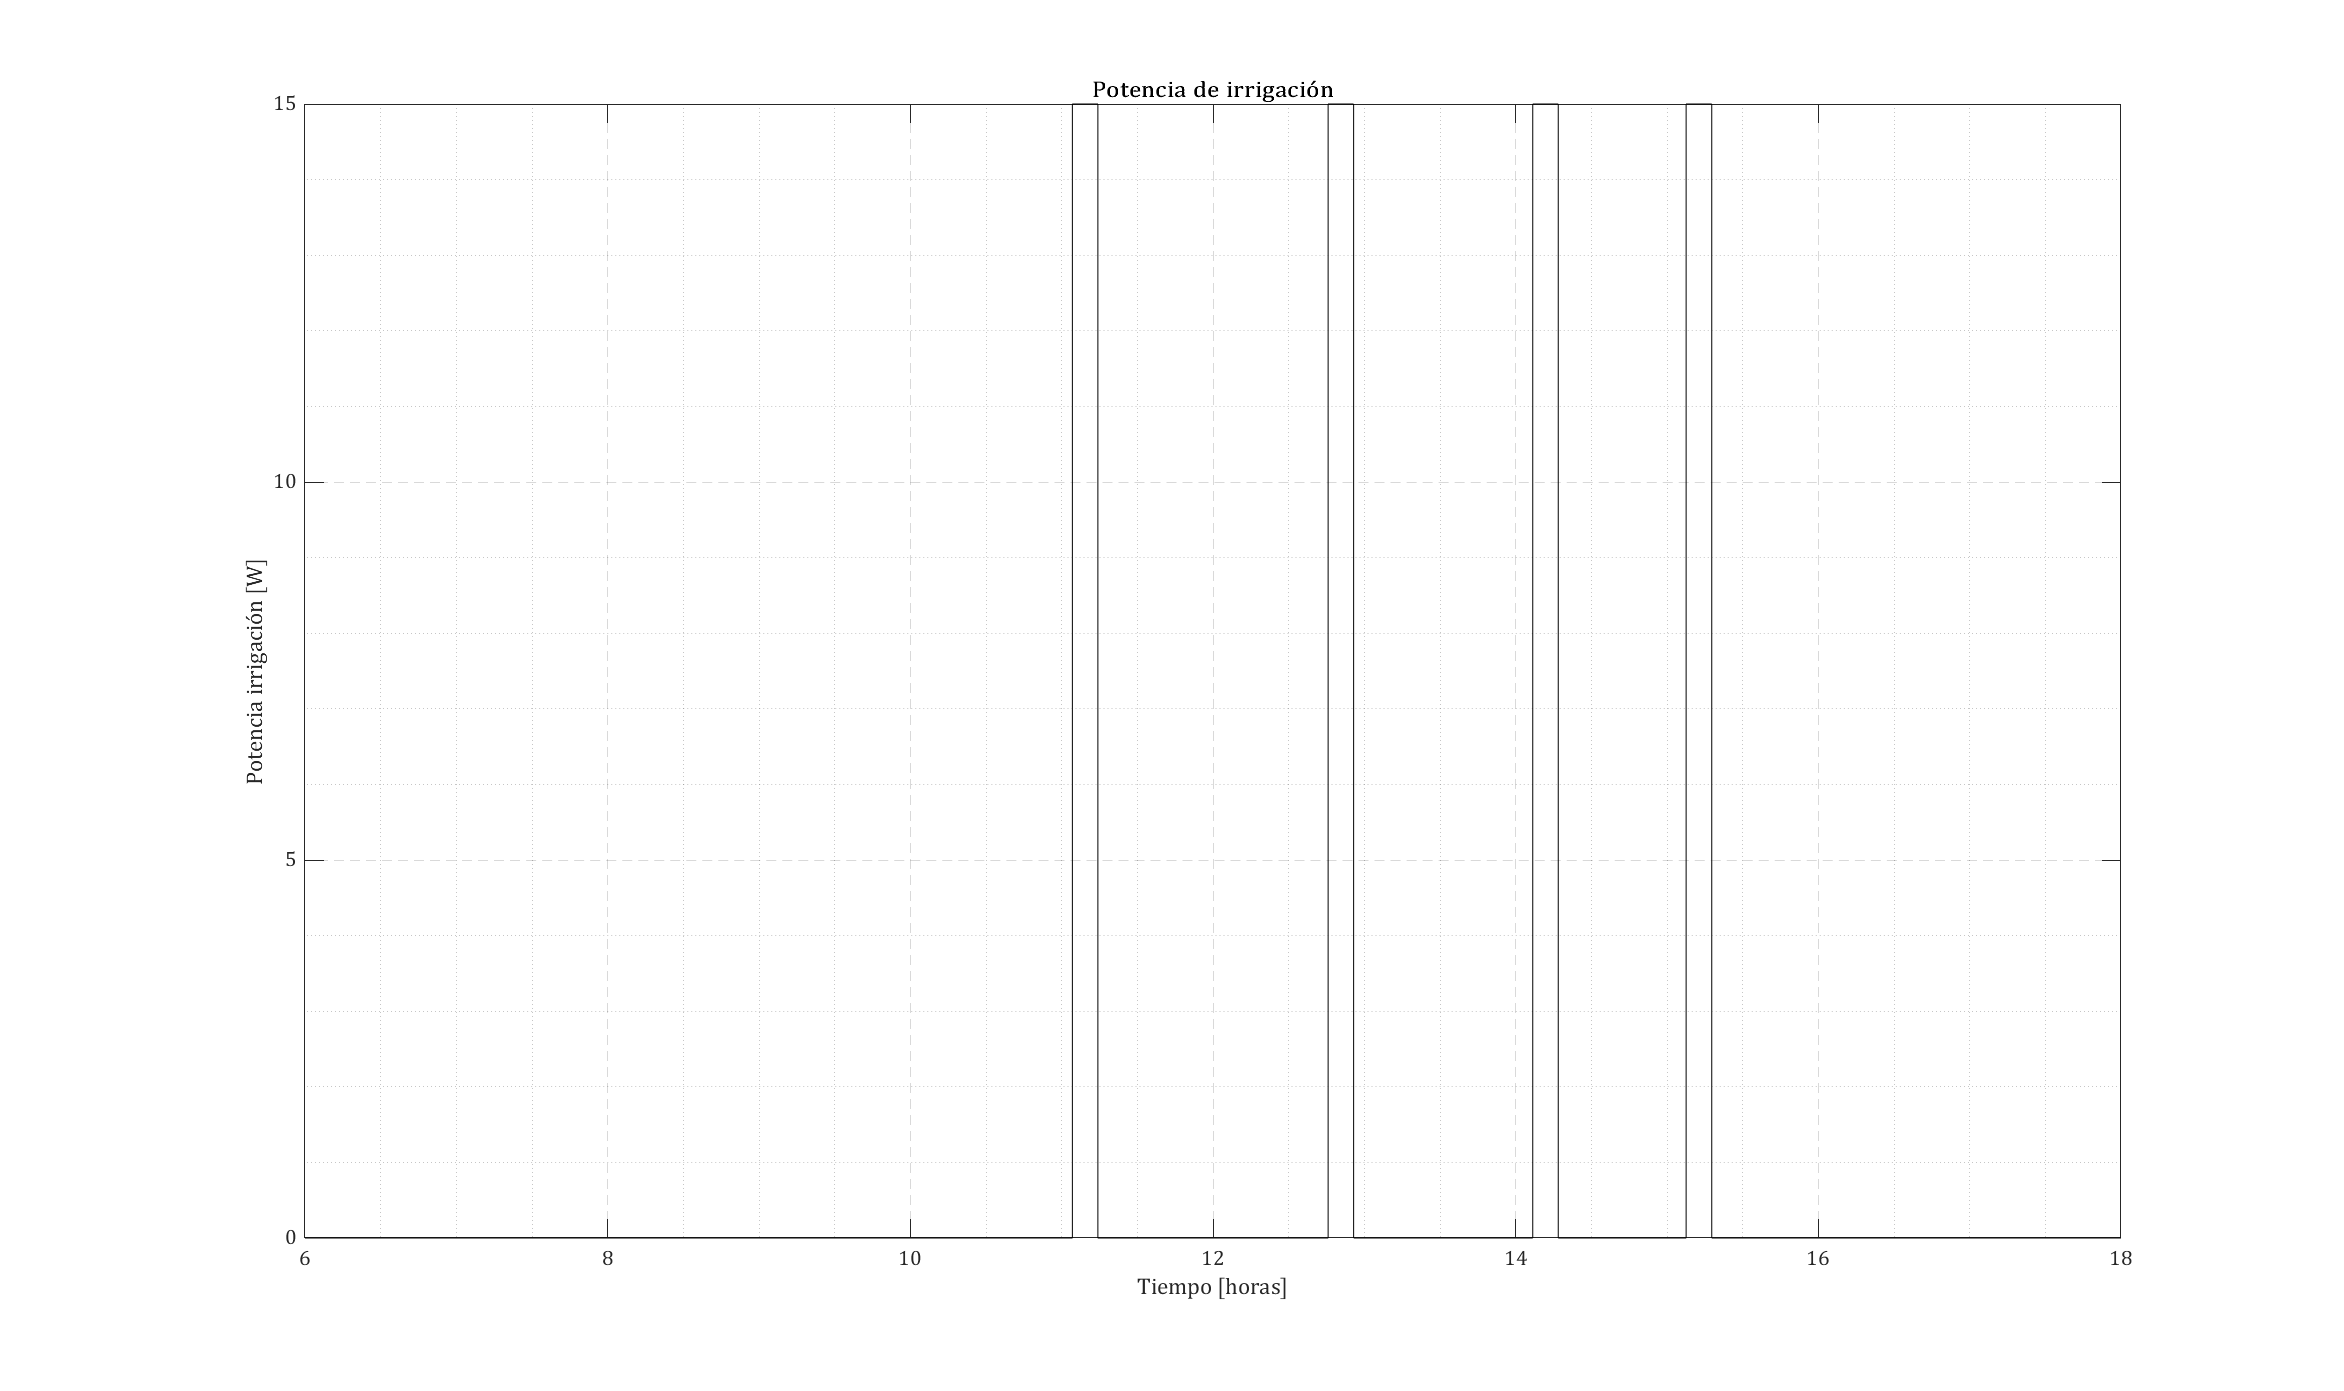 Potencia de irrigación
15
10
5
0
Potencia irrigación [W]
6 8 10 12 14 16 18
Tiempo [horas]